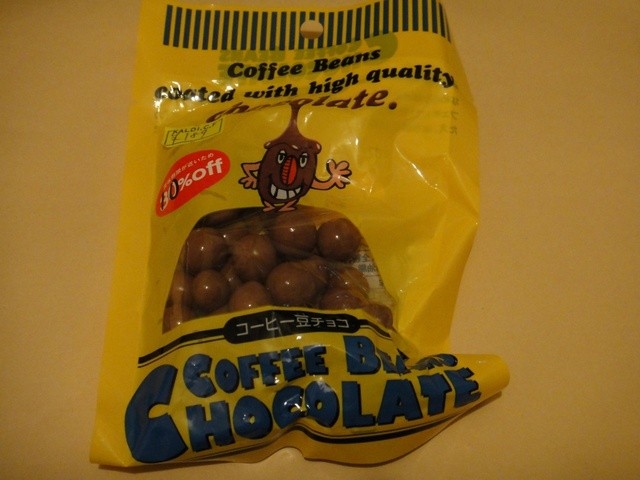 Coffee Beans
coated with high quality
chocolate.
KALDI
30%off
コーヒー豆チョコ
COFFEE BEANS
CHOCOLATE